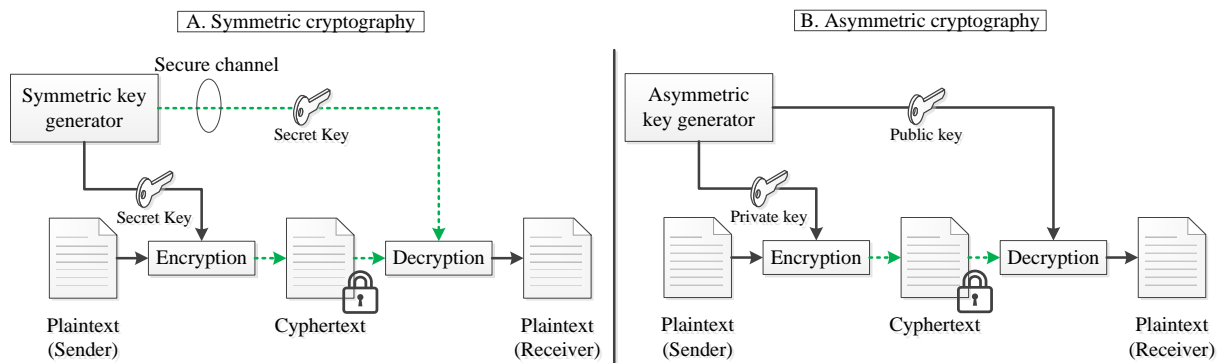 A. Symmetric cryptography
Secure channel
Symmetric key
generator
Secret Key
Secret Key
Encryption
Decryption
Plaintext
(Sender)
Cyphertext
Plaintext
(Receiver)
B. Asymmetric cryptography
Asymmetric
key generator
Public key
Private key
Encryption
Decryption
Plaintext
(Sender)
Cyphertext
Plaintext
(Receiver)